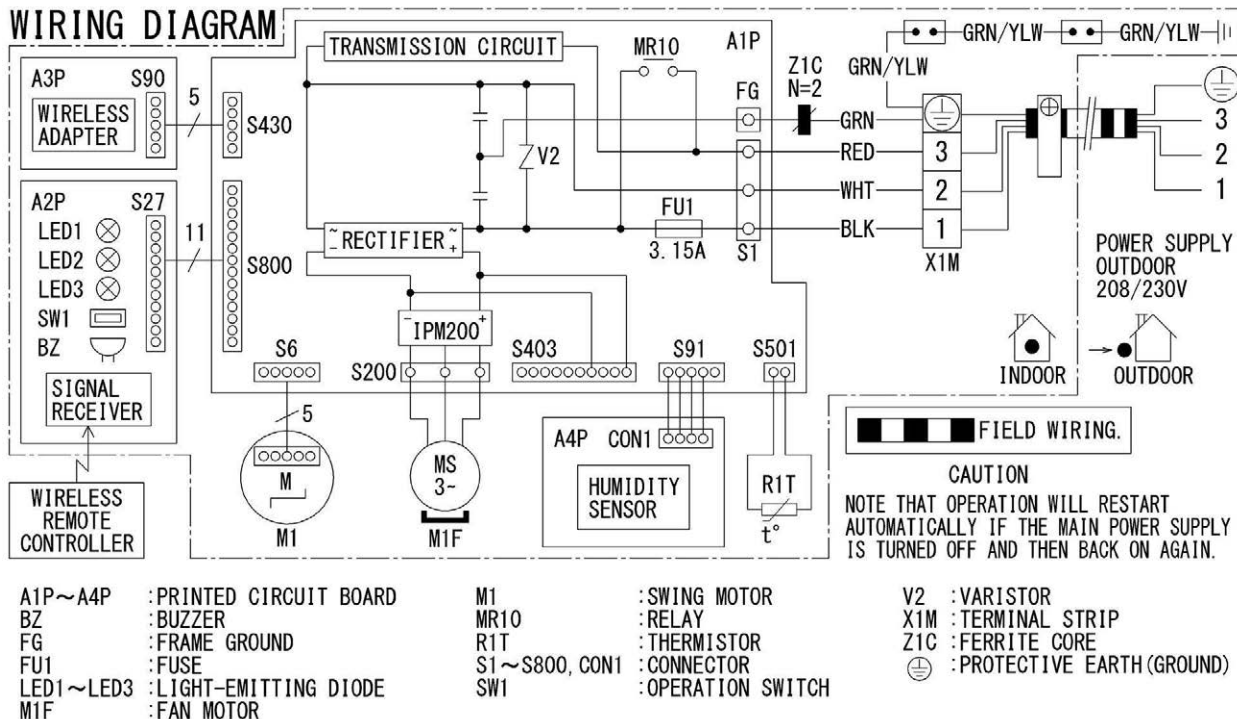 WIRING DIAGRAM
TRANSMISSION CIRCUIT
MR10
A1P
GRN/YLW
GRN/YLW
GRN/YLW
A3P
S90
WIRELESS
ADAPTER
5
S430
Z1C
N=2
FG
GRN
RED
3
WHT
2
BLK
1
X1M
3
2
1
A2P
S27
LED1
LED2
LED3
SW1
BZ
11
S800
SIGNAL
RECEIVER
V2
~ ~
RECTIFIER
- +
FU1
3.15A
S1
POWER SUPPLY
OUTDOOR
208/230V
- +
IPM200
S6
S200
S403
S91
S501
INDOOR
OUTDOOR
5
M
M1
MS
3~
M1F
A4P
CON1
HUMIDITY
SENSOR
R1T
t°
WIRELESS
REMOTE
CONTROLLER
FIELD WIRING.
CAUTION
NOTE THAT OPERATION WILL RESTART
AUTOMATICALLY IF THE MAIN POWER SUPPLY
IS TURNED OFF AND THEN BACK ON AGAIN.
A1P~A4P :PRINTED CIRCUIT BOARD
BZ :BUZZER
FG :FRAME GROUND
FU1 :FUSE
LED1~LED3 :LIGHT-EMITTING DIODE
M1F :FAN MOTOR
M1 :SWING MOTOR
MR10 :RELAY
R1T :THERMISTOR
S1~S800, CON1 :CONNECTOR
SW1 :OPERATION SWITCH
V2 :VARISTOR
X1M :TERMINAL STRIP
Z1C :FERRITE CORE
:PROTECTIVE EARTH(GROUND)